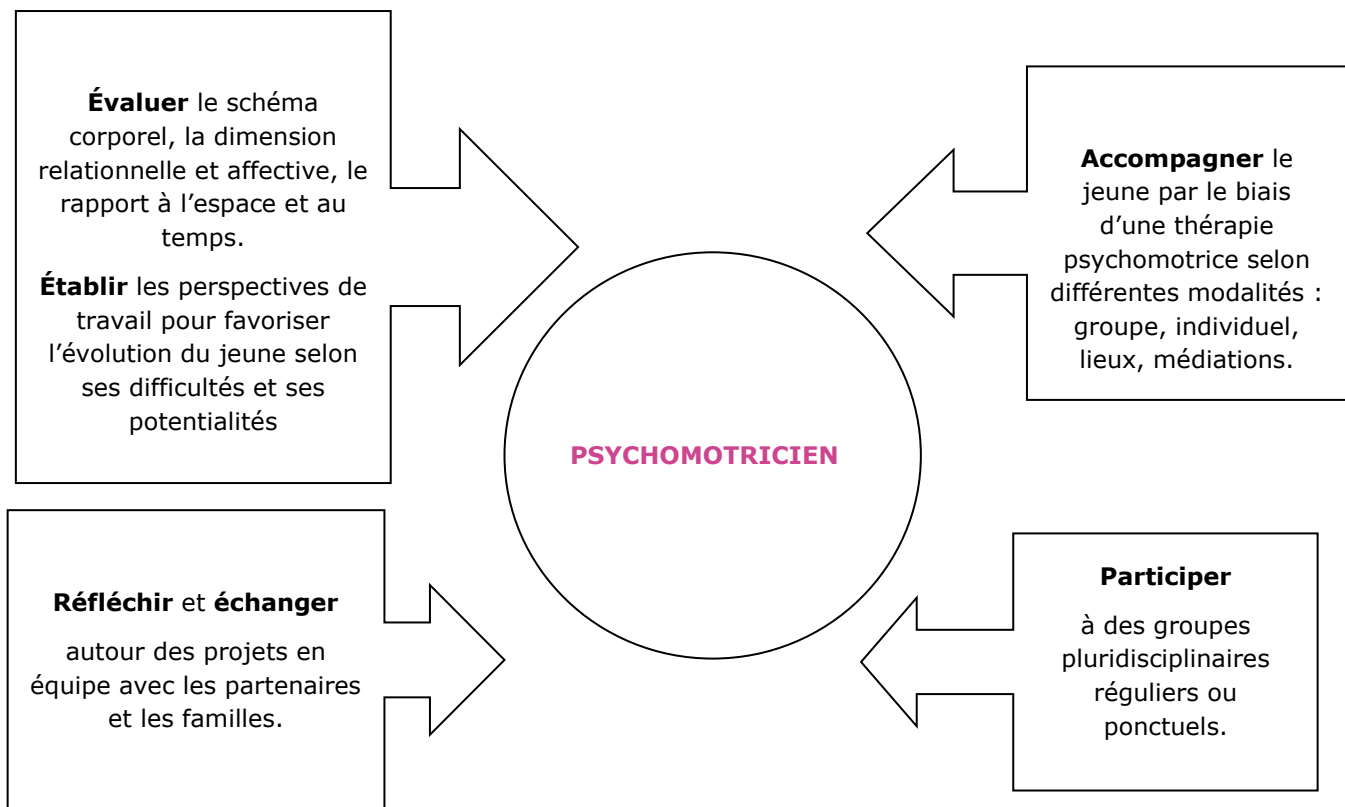 Évaluer le schéma
corporel, la dimension
relationnelle et affective, le
rapport à l’espace et au
temps.
Établir les perspectives de
travail pour favoriser
l’évolution du jeune selon
ses difficultés et ses
potentialités
Accompagner le
jeune par le biais
d’une thérapie
psychomotrice selon
différentes modalités :
groupe, individuel,
lieux, médiations.
PSYCHOMOTRICIEN
Réfléchir et échanger
autour des projets en
équipe avec les partenaires
et les familles.
Participer
à des groupes
pluridisciplinaires
réguliers ou
ponctuels.